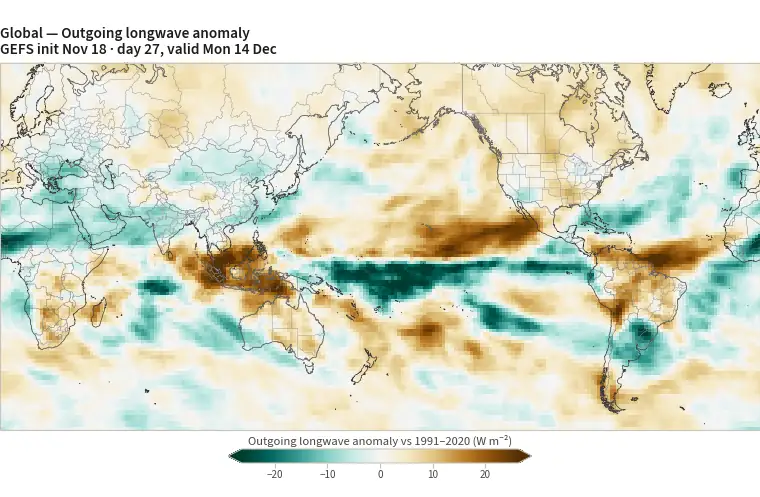 Global — Outgoing longwave anomaly
GEFS init Nov 18 · day 27, valid Mon 14 Dec
Outgoing longwave anomaly vs 1991–2020 (W m⁻²)
−20 −10 0 10 20